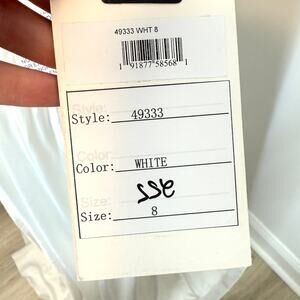 49333 WHT 8
1 91877 58568 1
Style: 49333
Color: WHITE
Size: 8